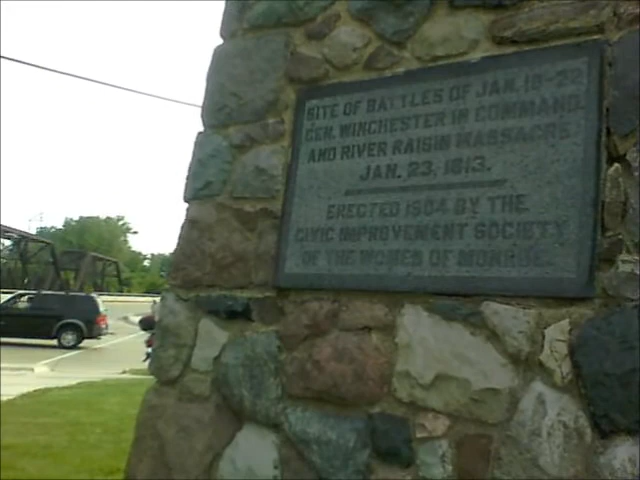 SITE OF BATTLES OF JAN. 18-22
GEN. WINCHESTER IN COMMAND.
AND RIVER RAISIN MASSACRE
JAN. 23, 1813.
ERECTED 1904 BY THE
CIVIC IMPROVEMENT SOCIETY
OF THE WOMEN OF MONROE.